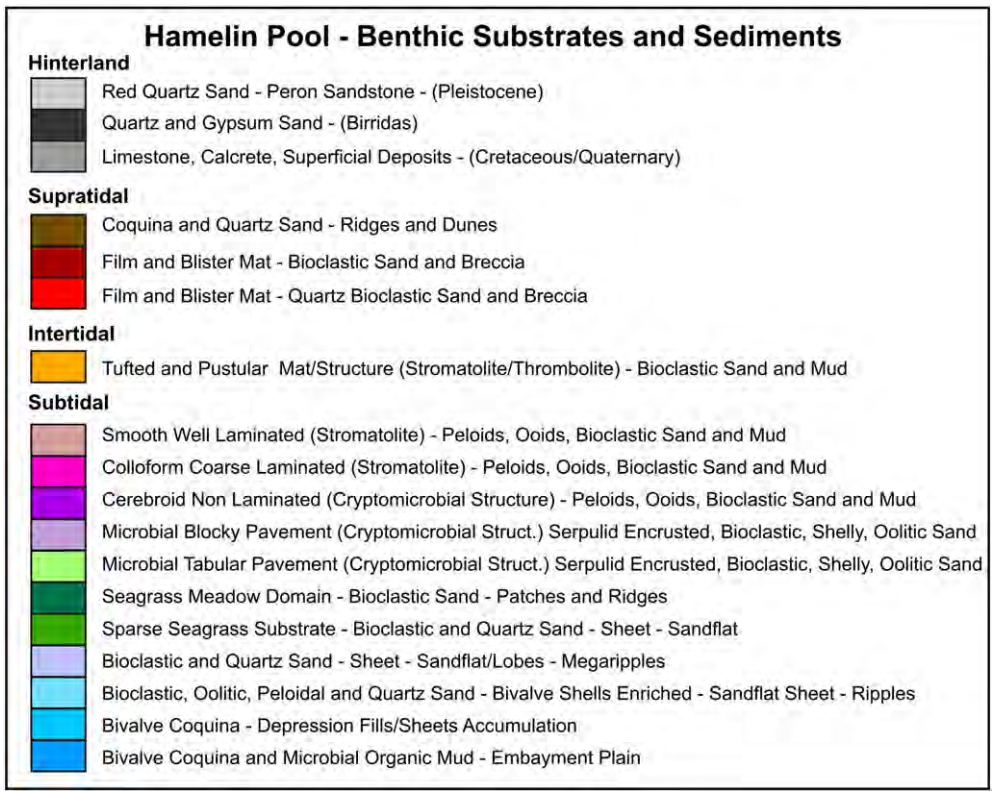 Hamelin Pool - Benthic Substrates and Sediments
Hinterland
Red Quartz Sand - Peron Sandstone - (Pleistocene)
Quartz and Gypsum Sand - (Birridas)
Limestone, Calcrete, Superficial Deposits - (Cretaceous/Quaternary)
Supratidal
Coquina and Quartz Sand - Ridges and Dunes
Film and Blister Mat - Bioclastic Sand and Breccia
Film and Blister Mat - Quartz Bioclastic Sand and Breccia
Intertidal
Tufted and Pustular Mat/Structure (Stromatolite/Thrombolite) - Bioclastic Sand and Mud
Subtidal
Smooth Well Laminated (Stromatolite) - Peloids, Ooids, Bioclastic Sand and Mud
Colloform Coarse Laminated (Stromatolite) - Peloids, Ooids, Bioclastic Sand and Mud
Cerebroid Non Laminated (Cryptomicrobial Structure) - Peloids, Ooids, Bioclastic Sand and Mud
Microbial Blocky Pavement (Cryptomicrobial Struct.) Serpulid Encrusted, Bioclastic, Shelly, Oolitic Sand
Microbial Tabular Pavement (Cryptomicrobial Struct.) Serpulid Encrusted, Bioclastic, Shelly, Oolitic Sand
Seagrass Meadow Domain - Bioclastic Sand - Patches and Ridges
Sparse Seagrass Substrate - Bioclastic and Quartz Sand - Sheet - Sandflat
Bioclastic and Quartz Sand - Sheet - Sandflat/Lobes - Megaripples
Bioclastic, Oolitic, Peloidal and Quartz Sand - Bivalve Shells Enriched - Sandflat Sheet - Ripples
Bivalve Coquina - Depression Fills/Sheets Accumulation
Bivalve Coquina and Microbial Organic Mud - Embayment Plain